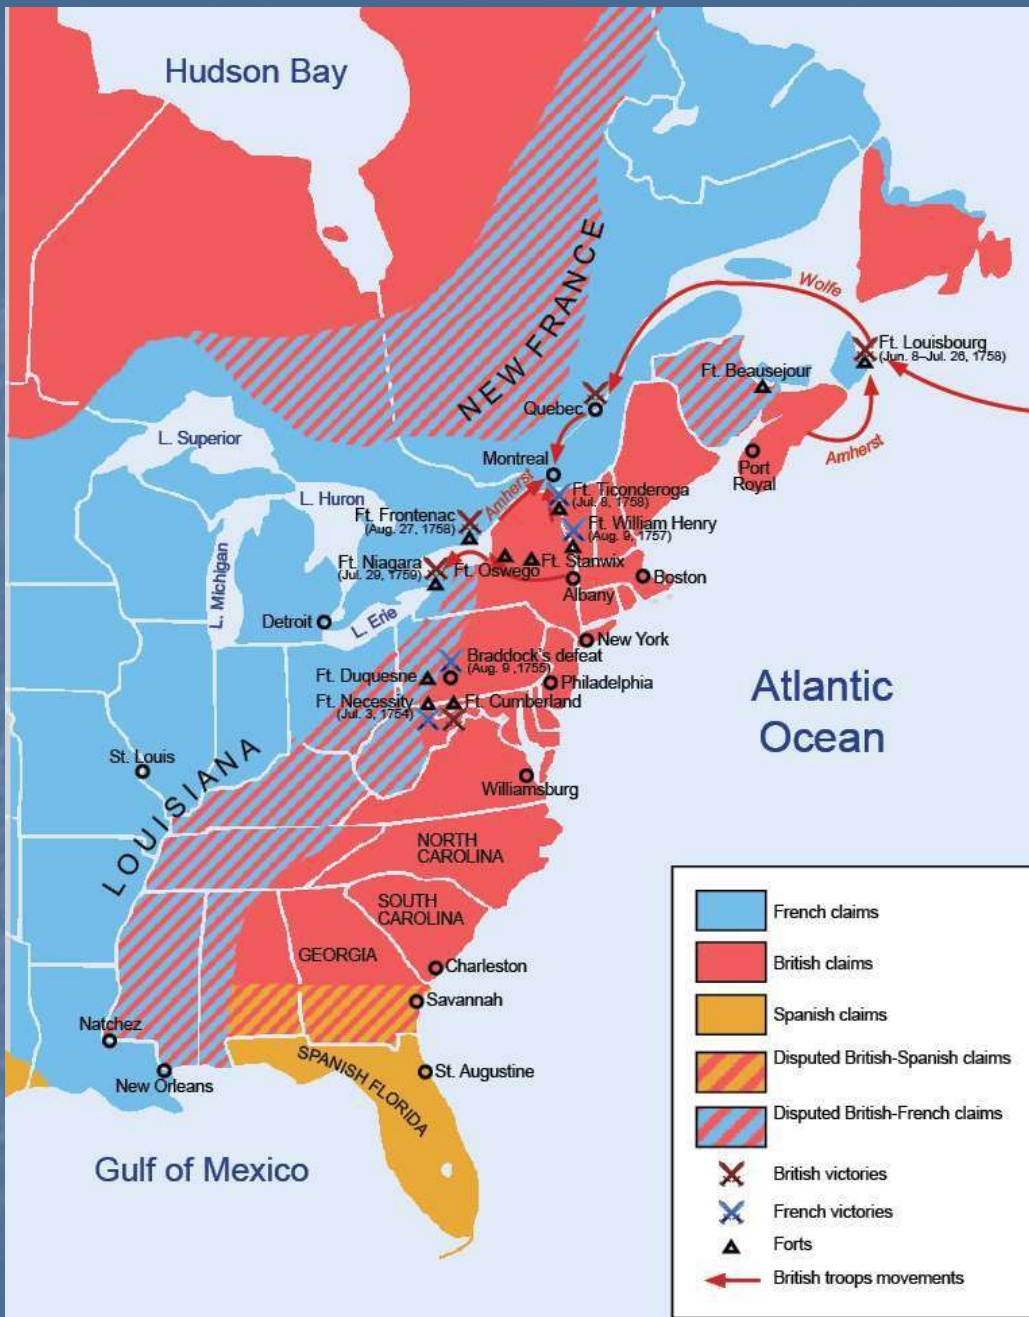 Hudson Bay
NEW FRANCE
Wolfe
Ft. Louisbourg
(Jun. 8–Jul. 26, 1758)
Ft. Beausejour
Quebec
L. Superior
Amherst
Port
Royal
Montreal
Amherst
L. Huron
Ft. Ticonderoga
(Jul. 8, 1758)
Ft. Frontenac
(Aug. 27, 1758)
Ft. William Henry
(Aug. 9, 1757)
Ft. Niagara
(Jul. 29, 1759)
Ft. Oswego
Ft. Stanwix
L. Michigan
Albany
Boston
Detroit
L. Erie
New York
Braddock's defeat
(Aug. 9 ,1755)
Ft. Duquesne
Philadelphia
Ft. Necessity
(Jul. 3, 1754)
Ft. Cumberland
Atlantic
Ocean
St. Louis
LOUISIANA
Williamsburg
NORTH
CAROLINA
SOUTH
CAROLINA
GEORGIA
Charleston
Savannah
Natchez
New Orleans
SPANISH FLORIDA
St. Augustine
Gulf of Mexico
French claims
British claims
Spanish claims
Disputed British-Spanish claims
Disputed British-French claims
British victories
French victories
Forts
British troops movements